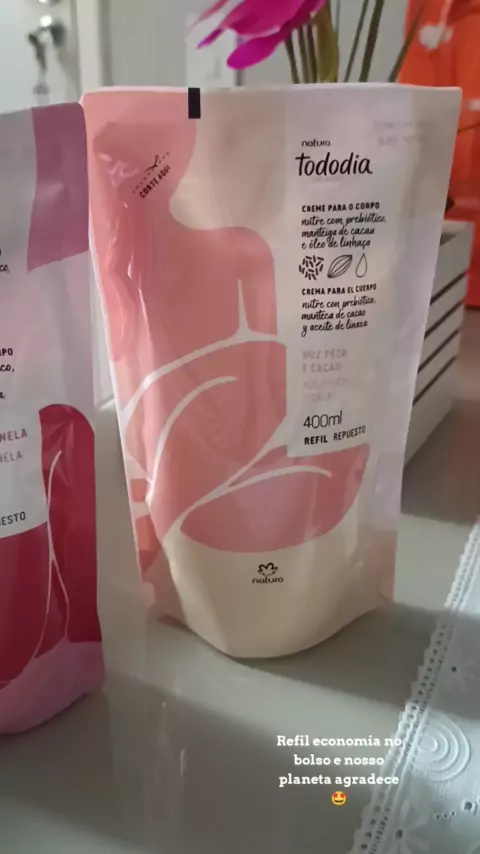 CORTE AQUI
natura
tododia
CREME PARA O CORPO
nutre com prebiótico,
manteiga de cacau
e óleo de linhaça
CREMA PARA EL CUERPO
nutre con prebiótico,
manteca de cacao
y aceite de linaza
NOZ PECÃ
E CACAU
400ml
REFIL REPUESTO
natura
NELA
NELA
Refil economia no
bolso e nosso
planeta agradece
🤩